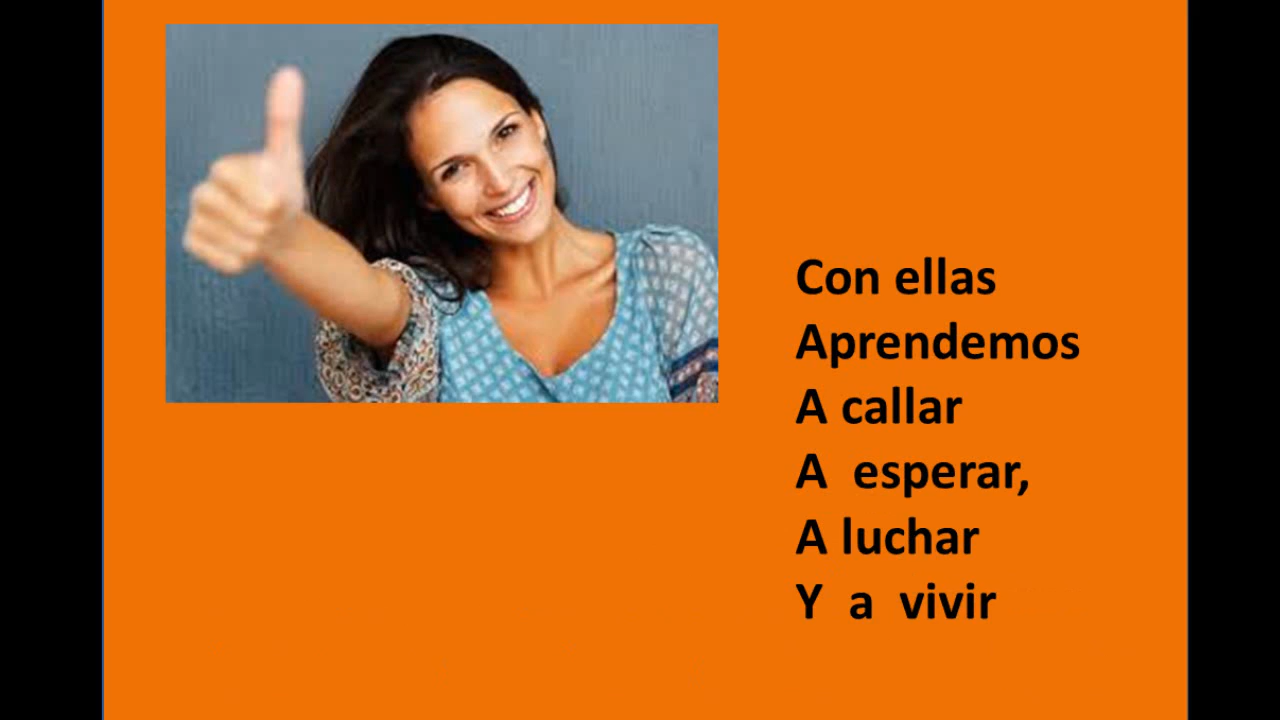 Con ellas
Aprendemos
A callar
A  esperar,
A luchar
Y  a  vivir